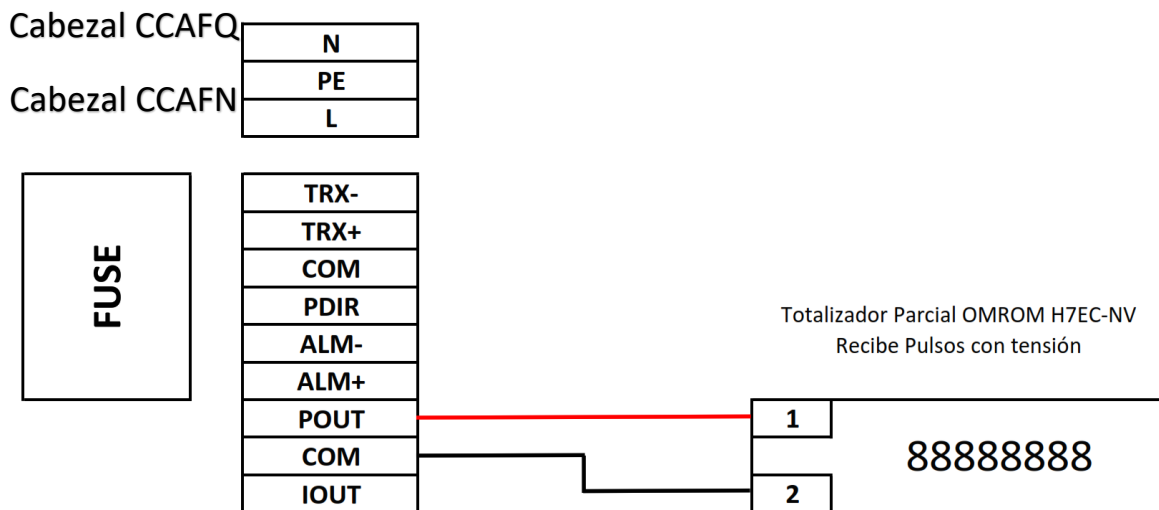 Cabezal CCAFQ
Cabezal CCAFN
N
PE
L
FUSE
TRX-
TRX+
COM
PDIR
ALM-
ALM+
POUT
COM
IOUT
Totalizador Parcial OMROM H7EC-NV
Recibe Pulsos con tensión
1
88888888
2